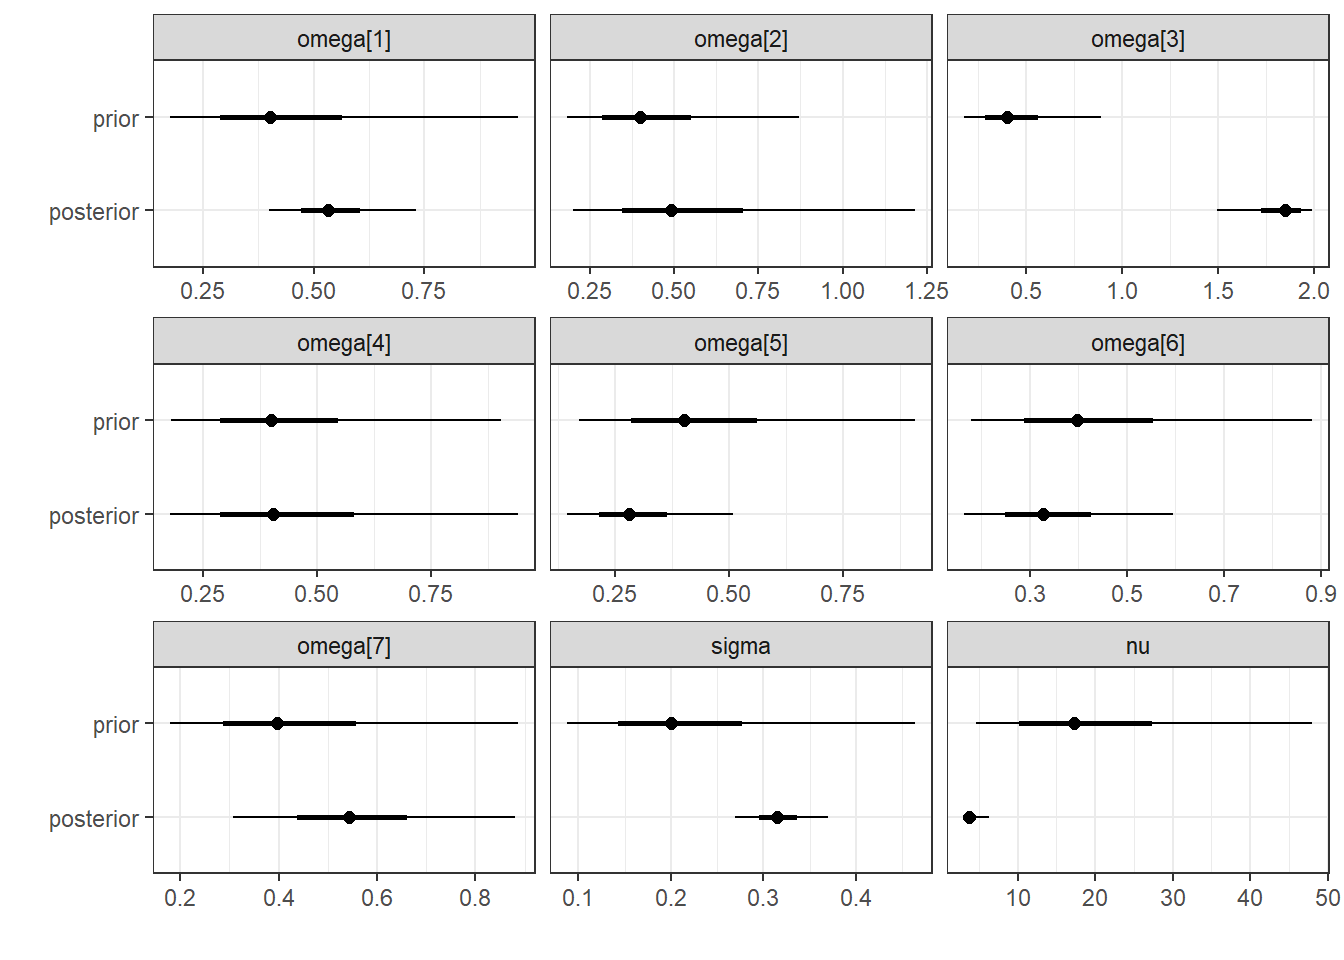 omega[1] omega[2] omega[3]
prior
posterior
0.25 0.50 0.75 0.25 0.50 0.75 1.00 1.25 0.5 1.0 1.5 2.0
omega[4] omega[5] omega[6]
prior
posterior
0.25 0.50 0.75 0.25 0.50 0.75 0.3 0.5 0.7 0.9
omega[7] sigma nu
prior
posterior
0.2 0.4 0.6 0.8 0.1 0.2 0.3 0.4 10 20 30 40 50